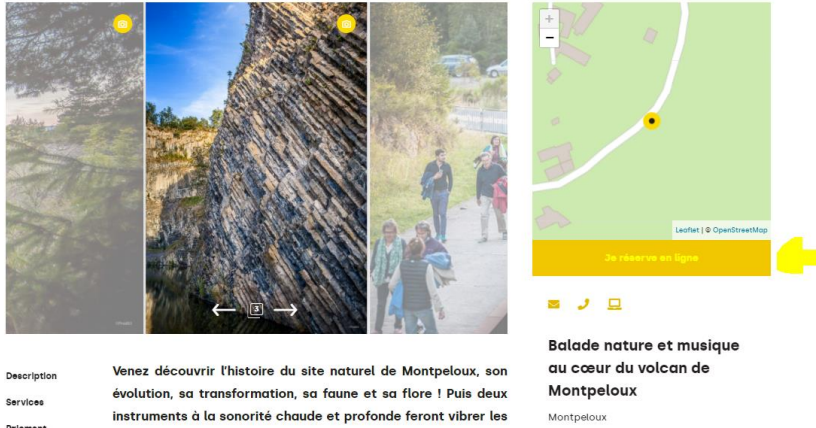 +
−
Leaflet | © OpenStreetMap
Je réserve en ligne
3
Balade nature et musique
au cœur du volcan de
Montpeloux
Montpeloux
Description
Services
Paiement
Venez découvrir l'histoire du site naturel de Montpeloux, son
évolution, sa transformation, sa faune et sa flore ! Puis deux
instruments à la sonorité chaude et profonde feront vibrer les